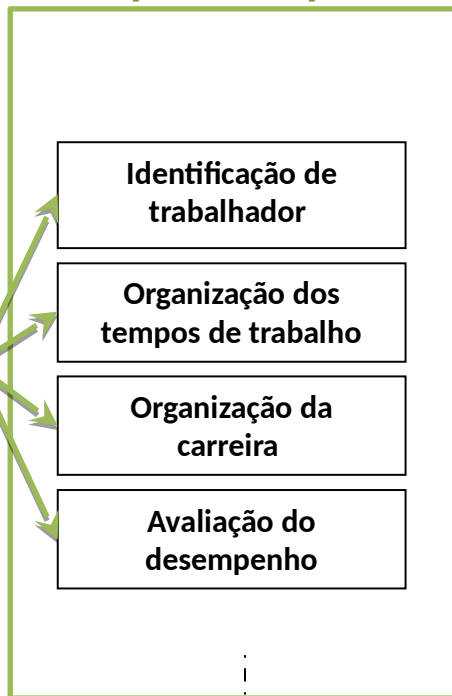 Identificação de
trabalhador
Organização dos
tempos de trabalho
Organização da
carreira
Avaliação do
desempenho